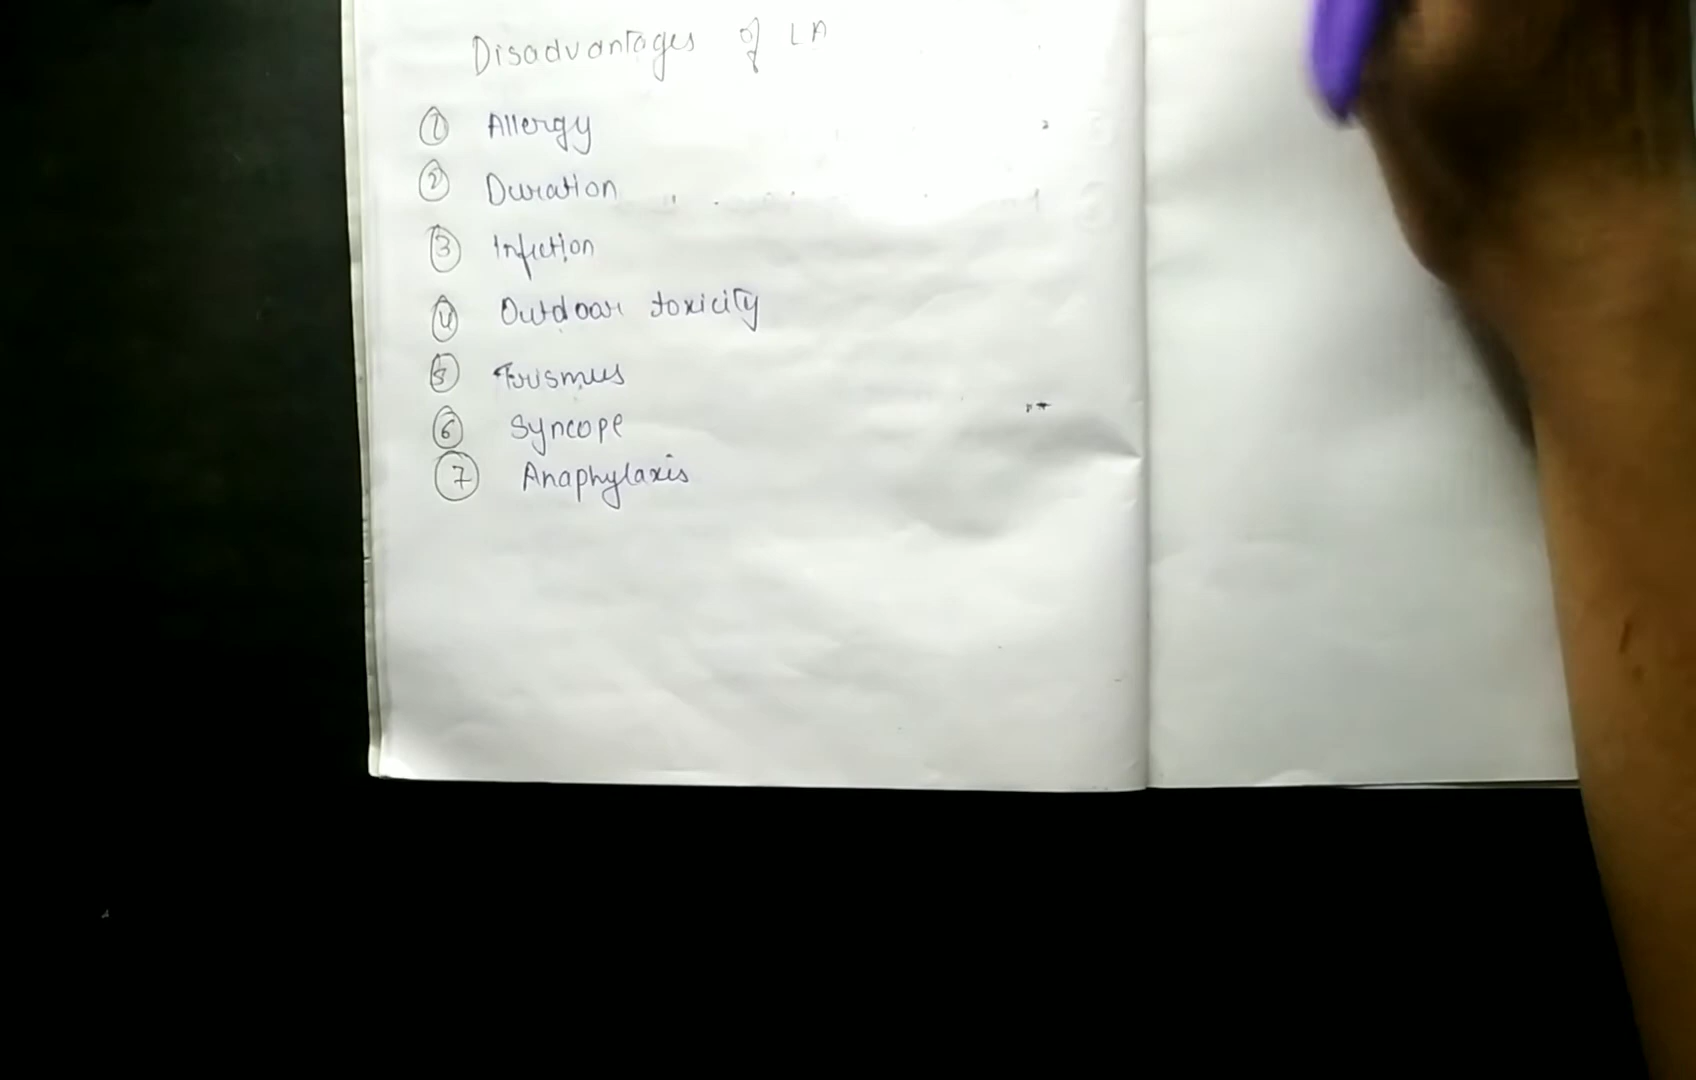 Disadvantages of LA
1 Allergy
2 Duration
3 Infection
4 Outdoor toxicity
5 Trismus
6 Syncope
7 Anaphylaxis